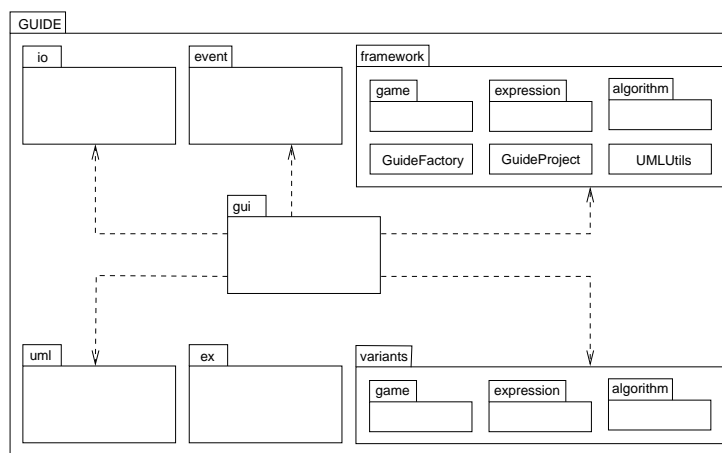 GUIDE
io
event
framework
game
expression
algorithm
GuideFactory
GuideProject
UMLUtils
gui
uml
ex
variants
game
expression
algorithm